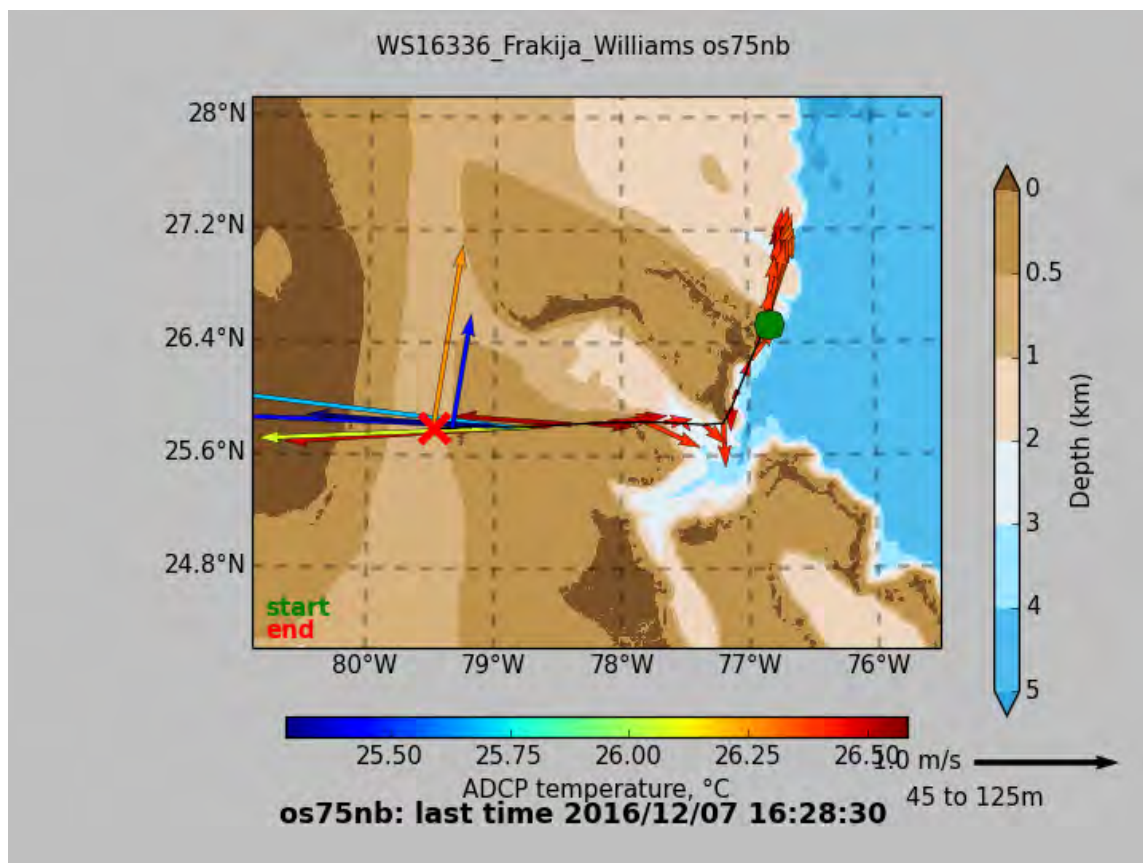 WS16336_Frakija_Williams os75nb
28°N
27.2°N
26.4°N
25.6°N
24.8°N
start
end
80°W 79°W 78°W 77°W 76°W
0
0.5
1
2
3
4
5
Depth (km)
25.50 25.75 26.00 26.25 26.50
ADCP temperature, °C
1.0 m/s
45 to 125m
os75nb: last time 2016/12/07 16:28:30